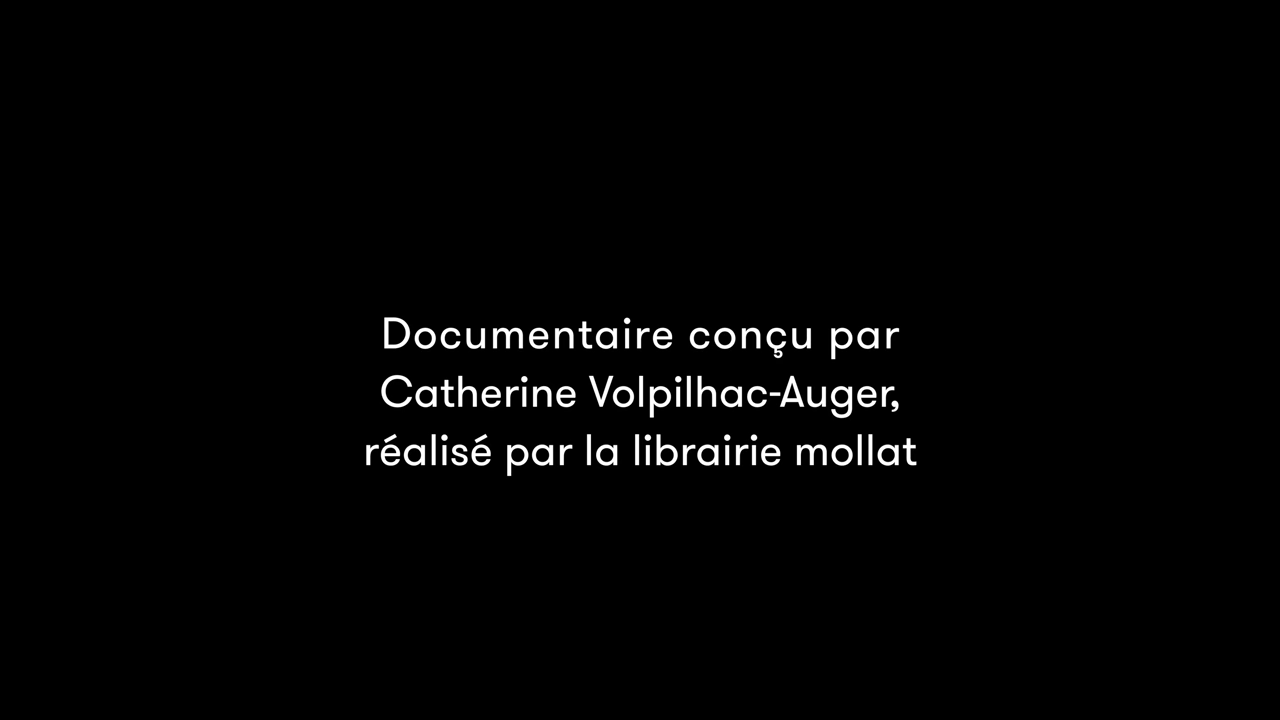 Documentaire conçu par
Catherine Volpilhac-Auger,
réalisé par la librairie mollat